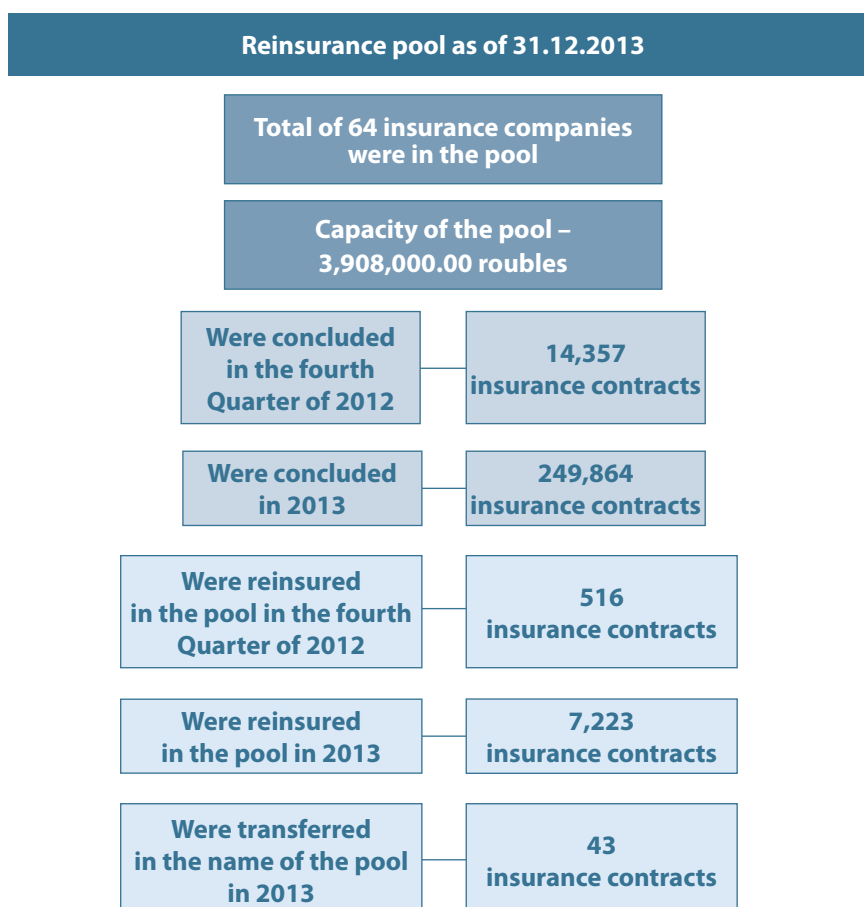 Reinsurance pool as of 31.12.2013
Total of 64 insurance companies
were in the pool
Capacity of the pool –
3,908,000.00 roubles
Were concluded
in the fourth
Quarter of 2012
14,357
insurance contracts
Were concluded
in 2013
249,864
insurance contracts
Were reinsured
in the pool in the fourth
Quarter of 2012
516
insurance contracts
Were reinsured
in the pool in 2013
7,223
insurance contracts
Were transferred
in the name of the pool
in 2013
43
insurance contracts